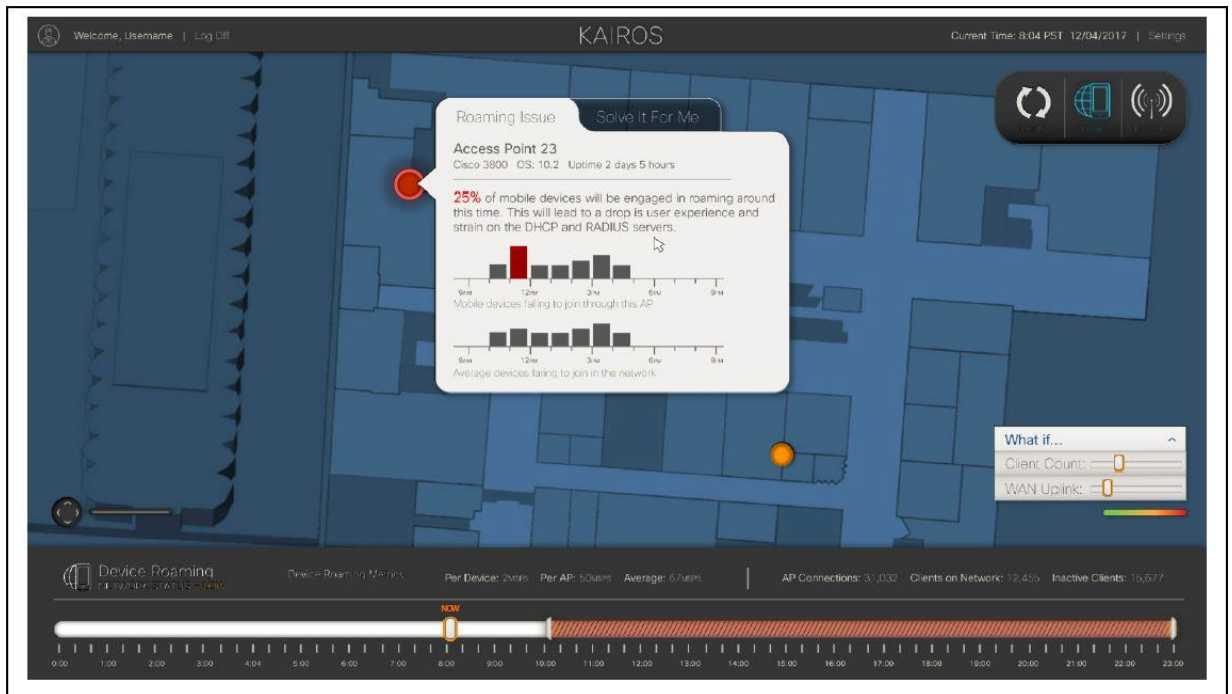 Welcome, Username | Log Off
KAIROS
Current Time: 8:04 PST 12/04/2017 | Settings
Roaming Issue
Solve It For Me
Access Point 23
Cisco 3800 OS: 10.2 Uptime 2 days 5 hours
25% of mobile devices will be engaged in roaming around
this time. This will lead to a drop is user experience and
strain on the DHCP and RADIUS servers.
9AM 12PM 3PM 6PM 9PM
Mobile devices failing to join through this AP
9AM 12PM 3PM 6PM 9PM
Average devices failing to join in the network
What if...
Client Count:
WAN Uplink:
Device Roaming
NETWORK STATUS -
Device Roaming Metrics
Per Device: 2MBPS Per AP: 50MBPS Average: 67MBPS
AP Connections: 31,032 Clients on Network: 12,455 Inactive Clients: 15,677
NOW
0:00 1:00 2:00 3:00 4:04 5:00 6:00 7:00 8:00 9:00 10:00 11:00 12:00 13:00 14:00 15:00 16:00 17:00 18:00 19:00 20:00 21:00 22:00 23:00